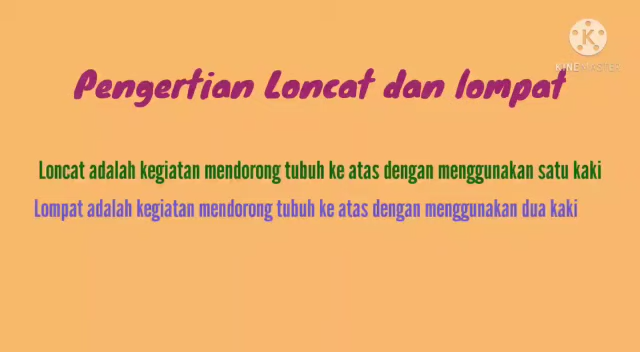 KINEMASTER
Pengertian Loncat dan lompat
Loncat adalah kegiatan mendorong tubuh ke atas dengan menggunakan satu kaki
Lompat adalah kegiatan mendorong tubuh ke atas dengan menggunakan dua kaki